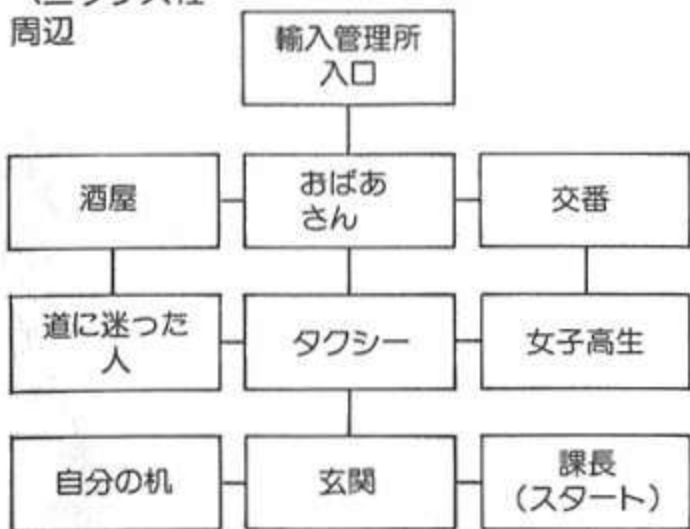 周辺
輸入管理所
入口
酒屋
おばあ
さん
交番
道に迷った
人
タクシー
女子高生
自分の机
玄関
課長
(スタート)